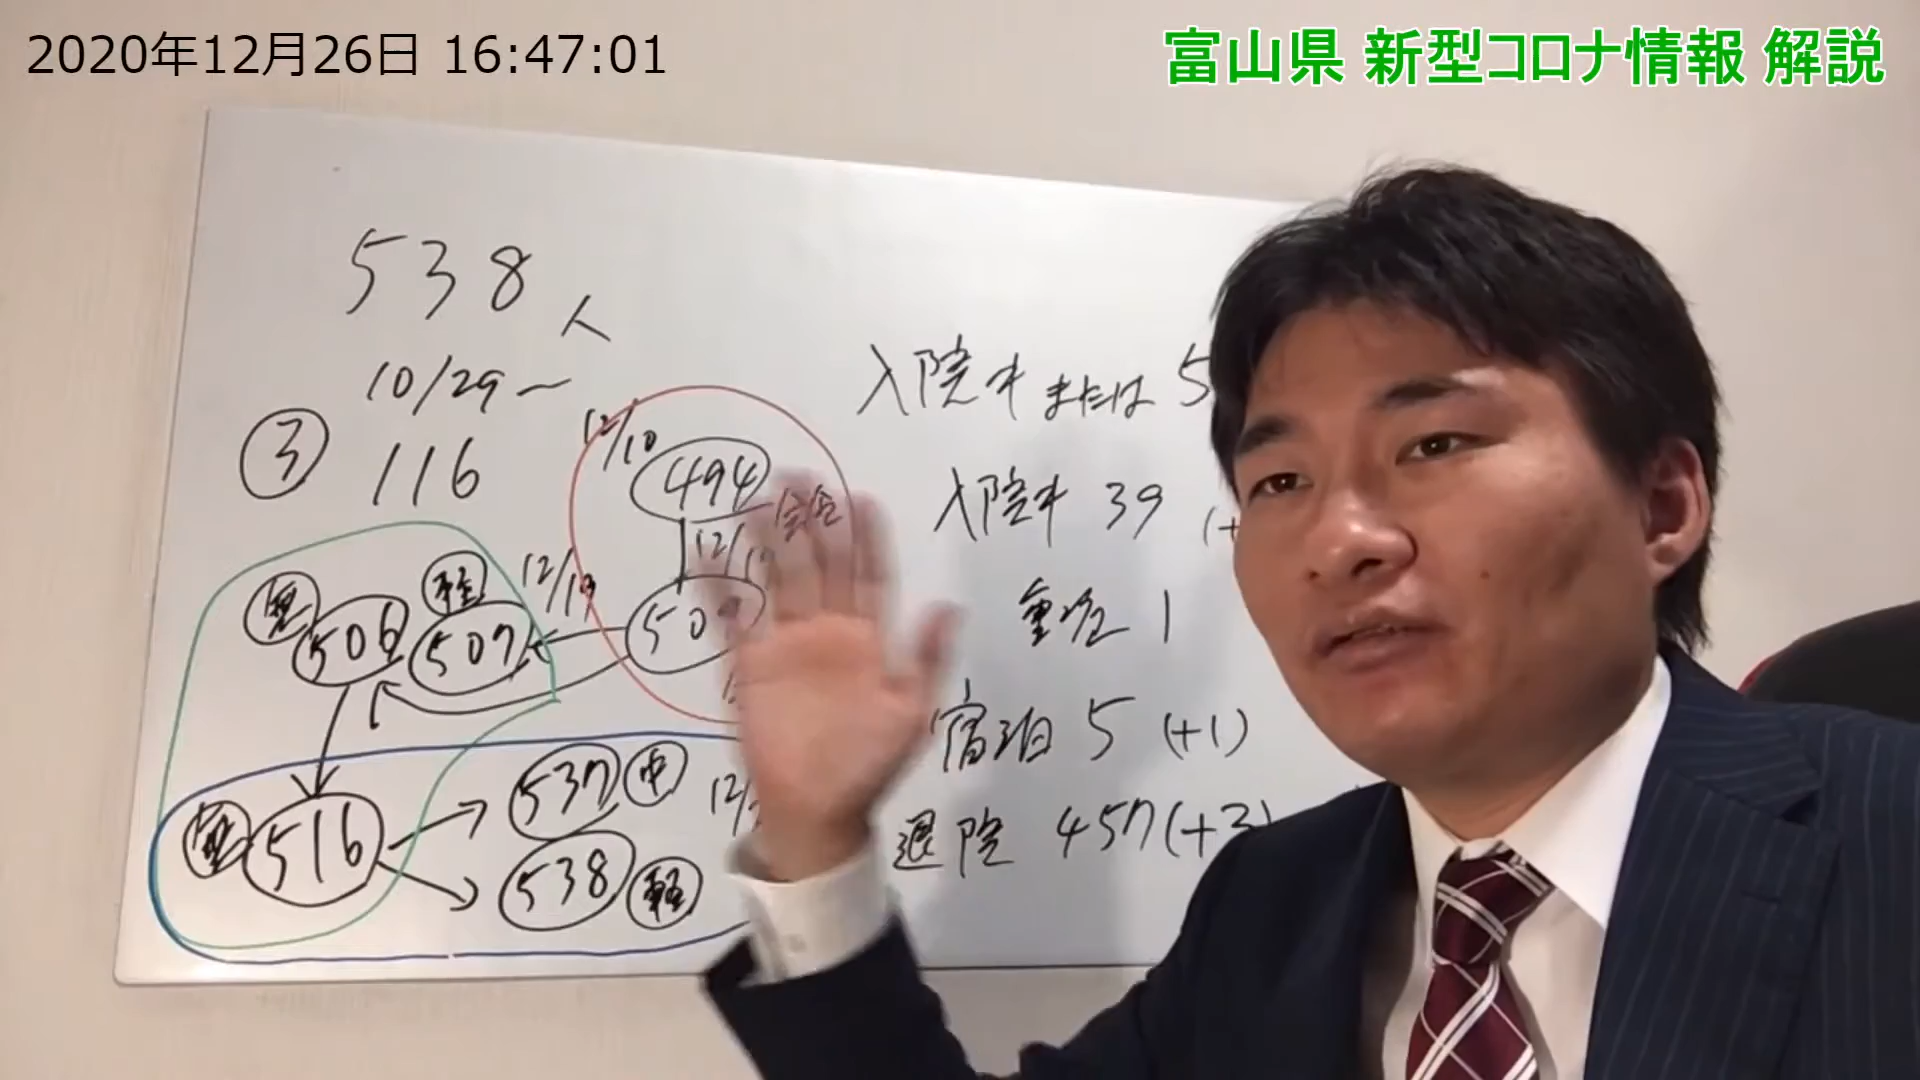 2020年12月26日 16:47:01
富山県 新型コロナ情報 解説
538人
10/29~
③ 116
12/10
494
会食
入院中または 5
入院中 39 (+
重症 1
宿泊 5 (+1)
退院 457(+3)
無
506
軽
507
無
516
537
中
538
軽